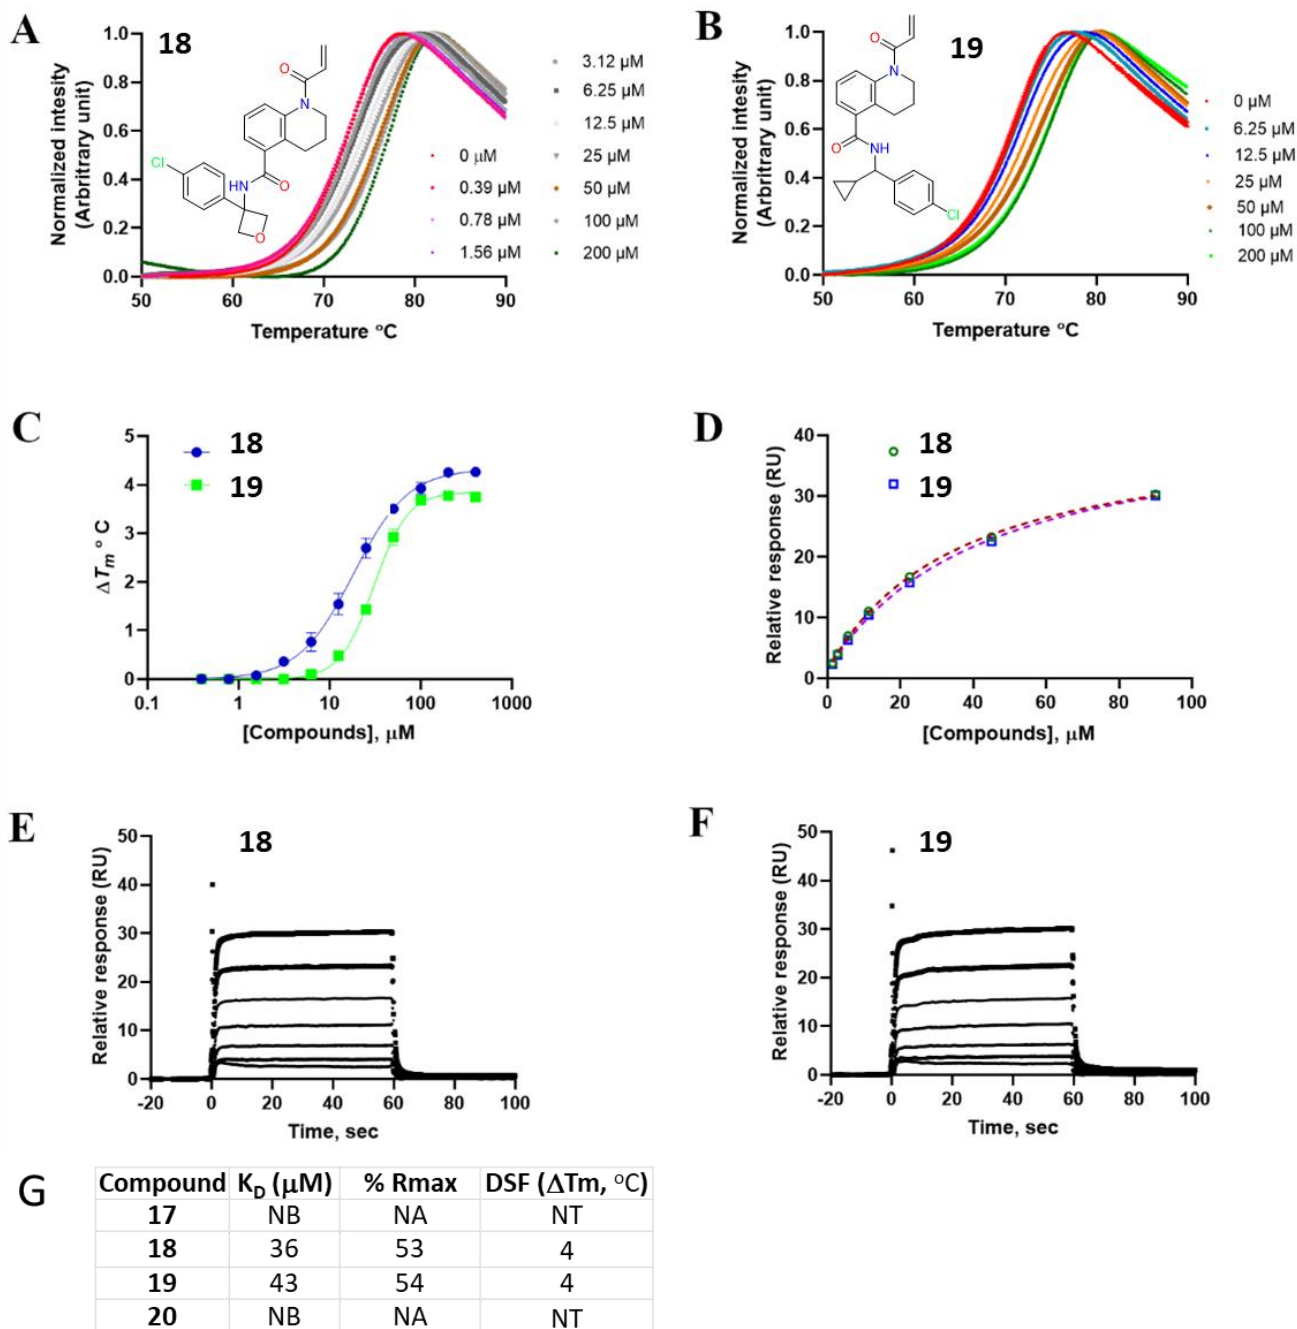 A
18
Normalized intesity
(Arbritrary unit)
1.0
0.8
0.6
0.4
0.2
0.0
50
60
70
80
90
Temperature °C
O
N
Cl
HN
O
O
0 µM
0.39 µM
0.78 µM
1.56 µM
3.12 µM
6.25 µM
12.5 µM
25 µM
50 µM
100 µM
200 µM
B
19
Normalized intesity
(Arbritrary unit)
1.0
0.8
0.6
0.4
0.2
0.0
50
60
70
80
90
Temperature °C
O
N
O
NH
Cl
0 µM
6.25 µM
12.5 µM
25 µM
50 µM
100 µM
200 µM
C
18
19
Δ Tm ° C
5
4
3
2
1
0
0.1
1
10
100
1000
[Compounds], µM
D
18
19
Relative response (RU)
40
30
20
10
0
0
20
40
60
80
100
[Compounds], µM
E
18
Relative response (RU)
50
40
30
20
10
0
-20
0
20
40
60
80
100
Time, sec
F
19
Relative response (RU)
50
40
30
20
10
0
-20
0
20
40
60
80
100
Time, sec
G
Compound KD (µM) % Rmax DSF (ΔTm, °C)
17 NB NA NT
18 36 53 4
19 43 54 4
20 NB NA NT